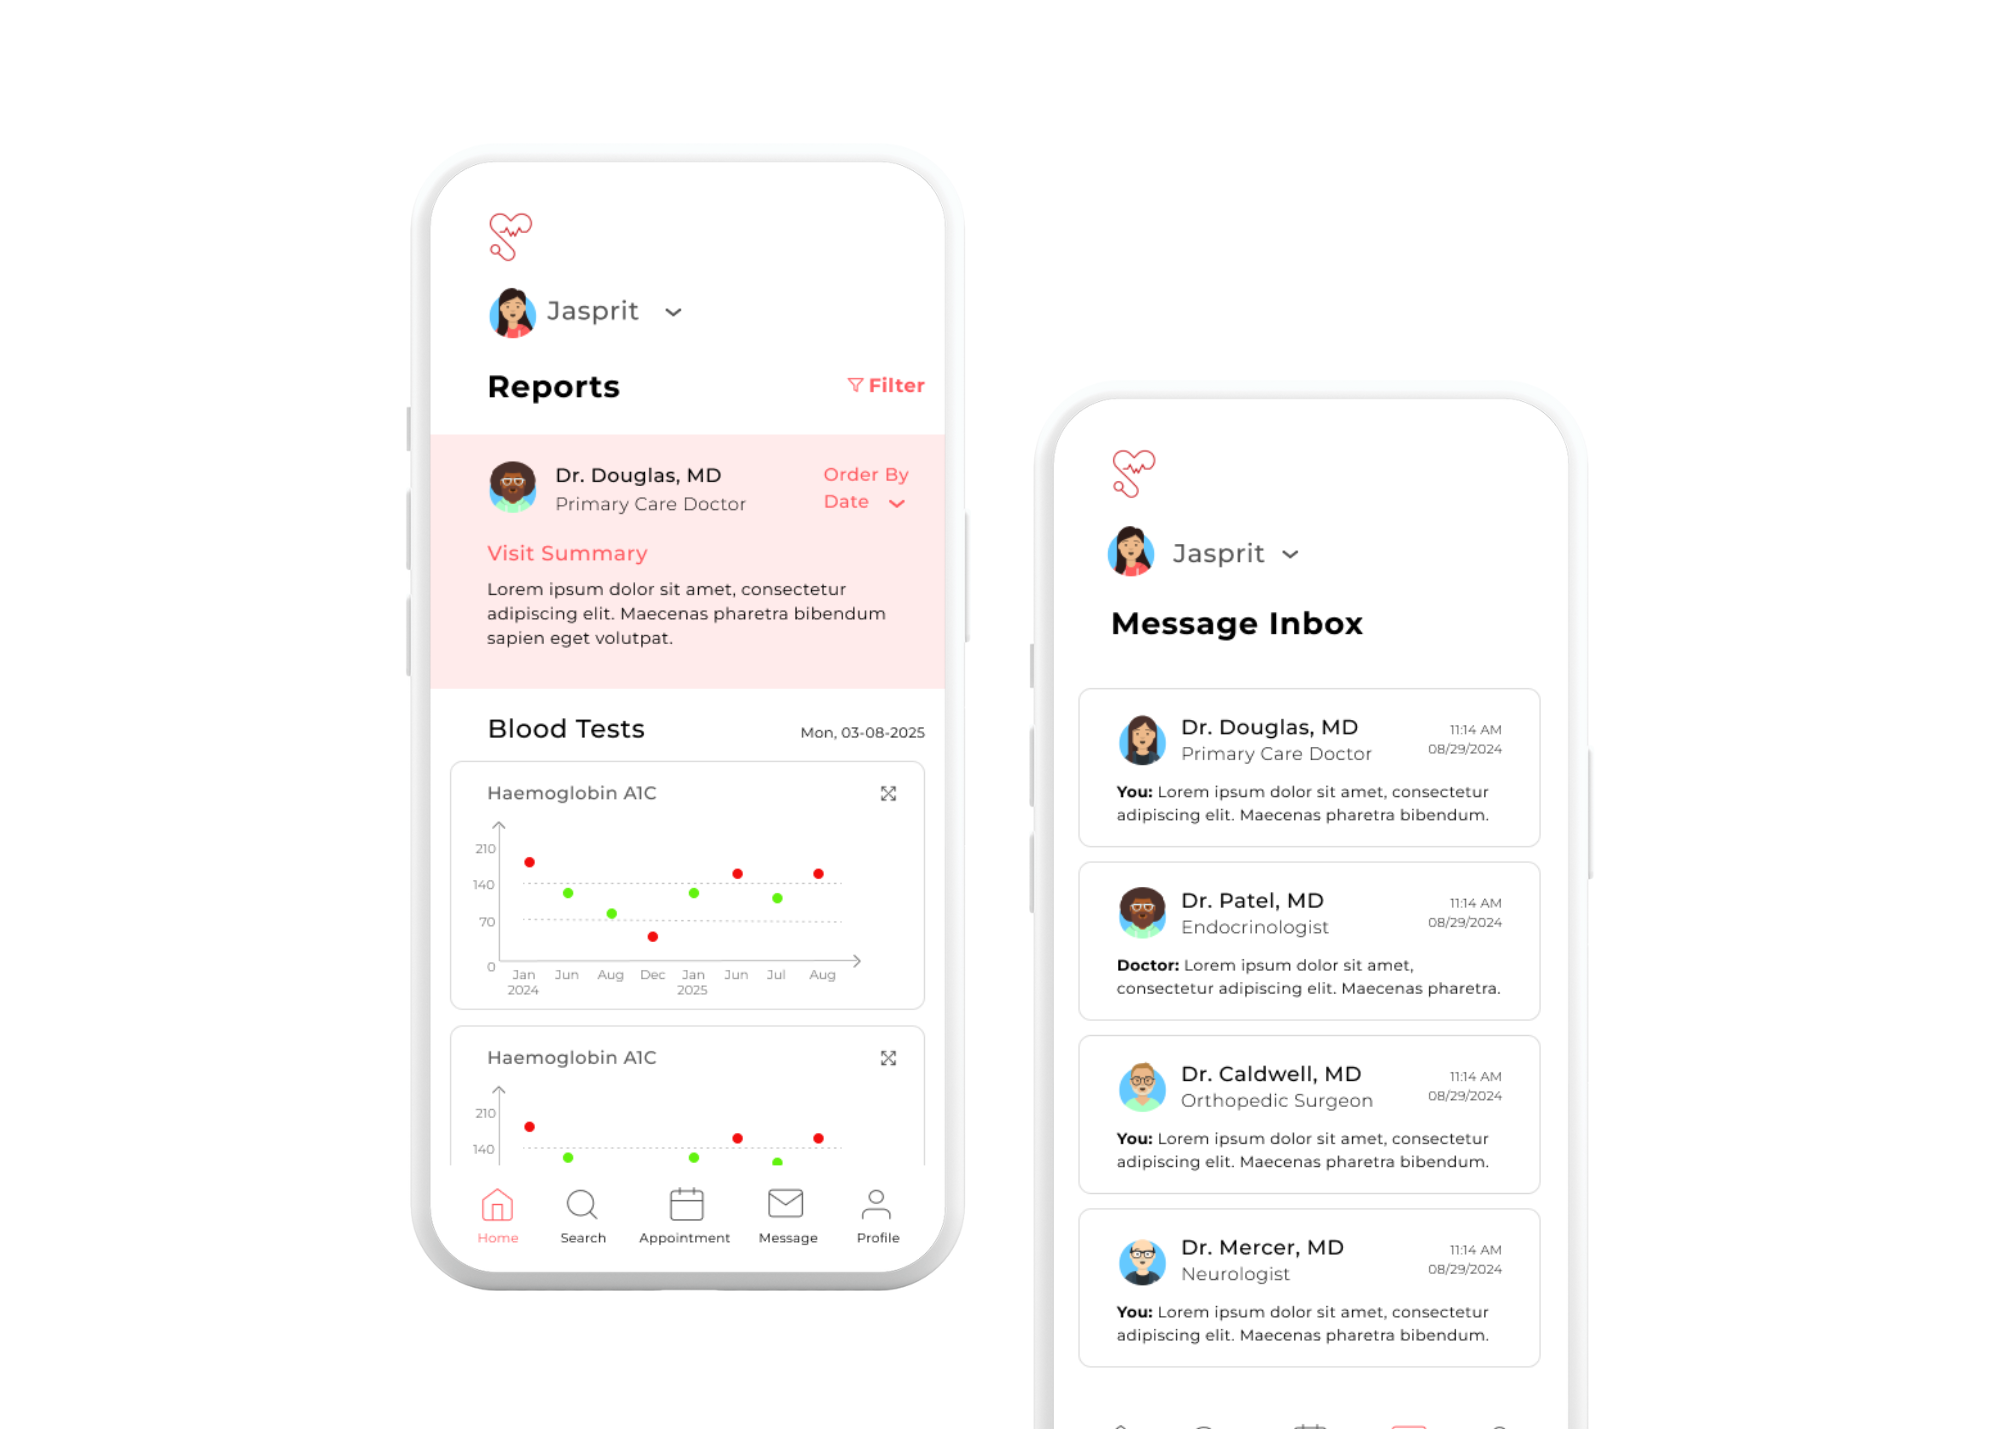 Jasprit
Reports
Filter
Dr. Douglas, MD
Primary Care Doctor
Order By
Date
Visit Summary
Lorem ipsum dolor sit amet, consectetur
adipiscing elit. Maecenas pharetra bibendum
sapien eget volutpat.
Blood Tests
Mon, 03-08-2025
Haemoglobin A1C
210
140
70
0
Jan Jun Aug Dec Jan Jun Jul Aug
2024 2025
Haemoglobin A1C
210
140
Home Search Appointment Message Profile
Jasprit
Message Inbox
Dr. Douglas, MD
Primary Care Doctor
11:14 AM
08/29/2024
You: Lorem ipsum dolor sit amet, consectetur
adipiscing elit. Maecenas pharetra bibendum.
Dr. Patel, MD
Endocrinologist
11:14 AM
08/29/2024
Doctor: Lorem ipsum dolor sit amet,
consectetur adipiscing elit. Maecenas pharetra.
Dr. Caldwell, MD
Orthopedic Surgeon
11:14 AM
08/29/2024
You: Lorem ipsum dolor sit amet, consectetur
adipiscing elit. Maecenas pharetra bibendum.
Dr. Mercer, MD
Neurologist
11:14 AM
08/29/2024
You: Lorem ipsum dolor sit amet, consectetur
adipiscing elit. Maecenas pharetra bibendum.